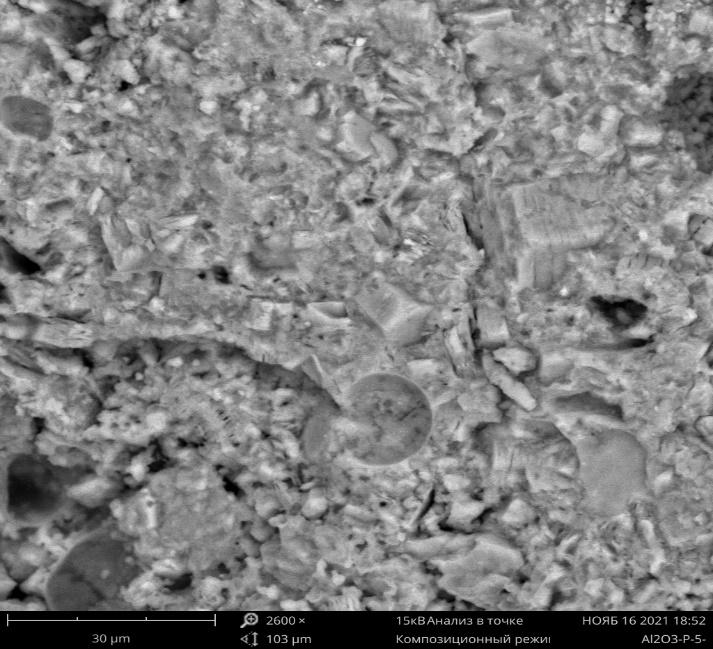 2600 × 15кВ Анализ в точке НОЯБ 16 2021 18:52
30 μm 103 μm Композиционный режи Al2O3-P-5-